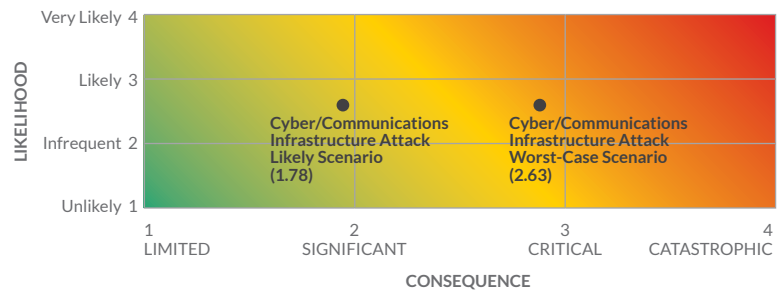 Very Likely 4
Likely 3
Infrequent 2
Unlikely 1
LIKELIHOOD
Cyber/Communications
Infrastructure Attack
Likely Scenario
(1.78)
Cyber/Communications
Infrastructure Attack
Worst-Case Scenario
(2.63)
1 2 3 4
LIMITED SIGNIFICANT CRITICAL CATASTROPHIC
CONSEQUENCE